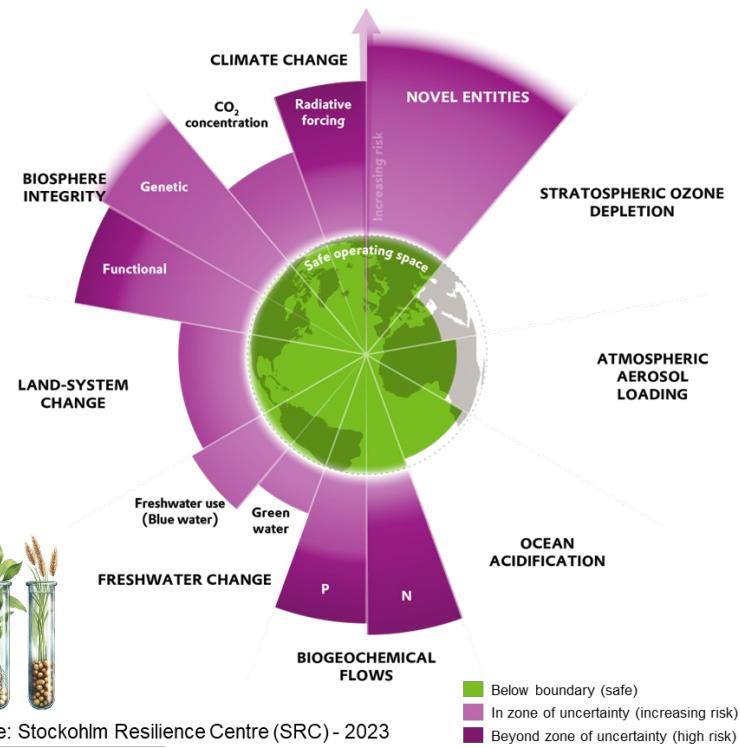 CLIMATE CHANGE
CO2
concentration
Radiative
forcing
Increasing risk
NOVEL ENTITIES
BIOSPHERE
INTEGRITY
Genetic
Functional
STRATOSPHERIC OZONE
DEPLETION
Safe operating space
ATMOSPHERIC
AEROSOL
LOADING
LAND-SYSTEM
CHANGE
Freshwater use
(Blue water)
Green
water
FRESHWATER CHANGE
OCEAN
ACIDIFICATION
P
N
BIOGEOCHEMICAL
FLOWS
Below boundary (safe)
In zone of uncertainty (increasing risk)
Beyond zone of uncertainty (high risk)
e: Stockohlm Resilience Centre (SRC) - 2023